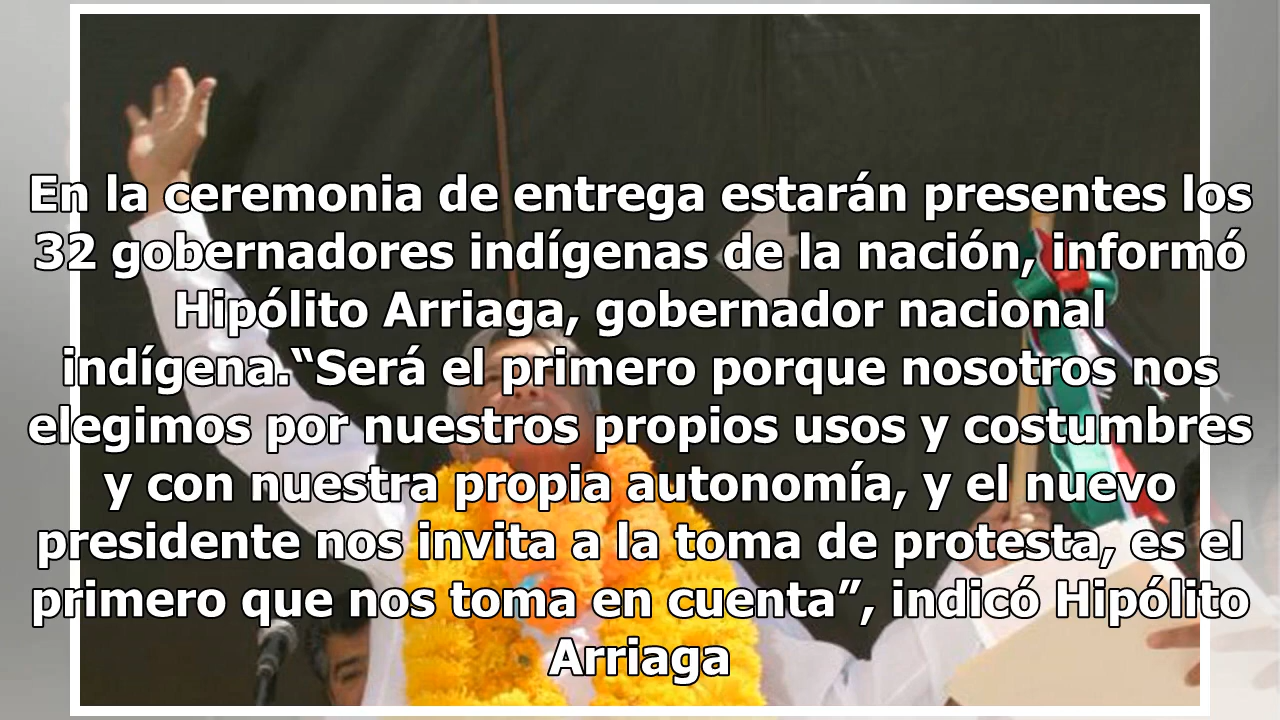 En la ceremonia de entrega estarán presentes los
32 gobernadores indígenas de la nación, informó
Hipólito Arriaga, gobernador nacional
indígena.“Será el primero porque nosotros nos
elegimos por nuestros propios usos y costumbres
y con nuestra propia autonomía, y el nuevo
presidente nos invita a la toma de protesta, es el
primero que nos toma en cuenta”, indicó Hipólito
Arriaga